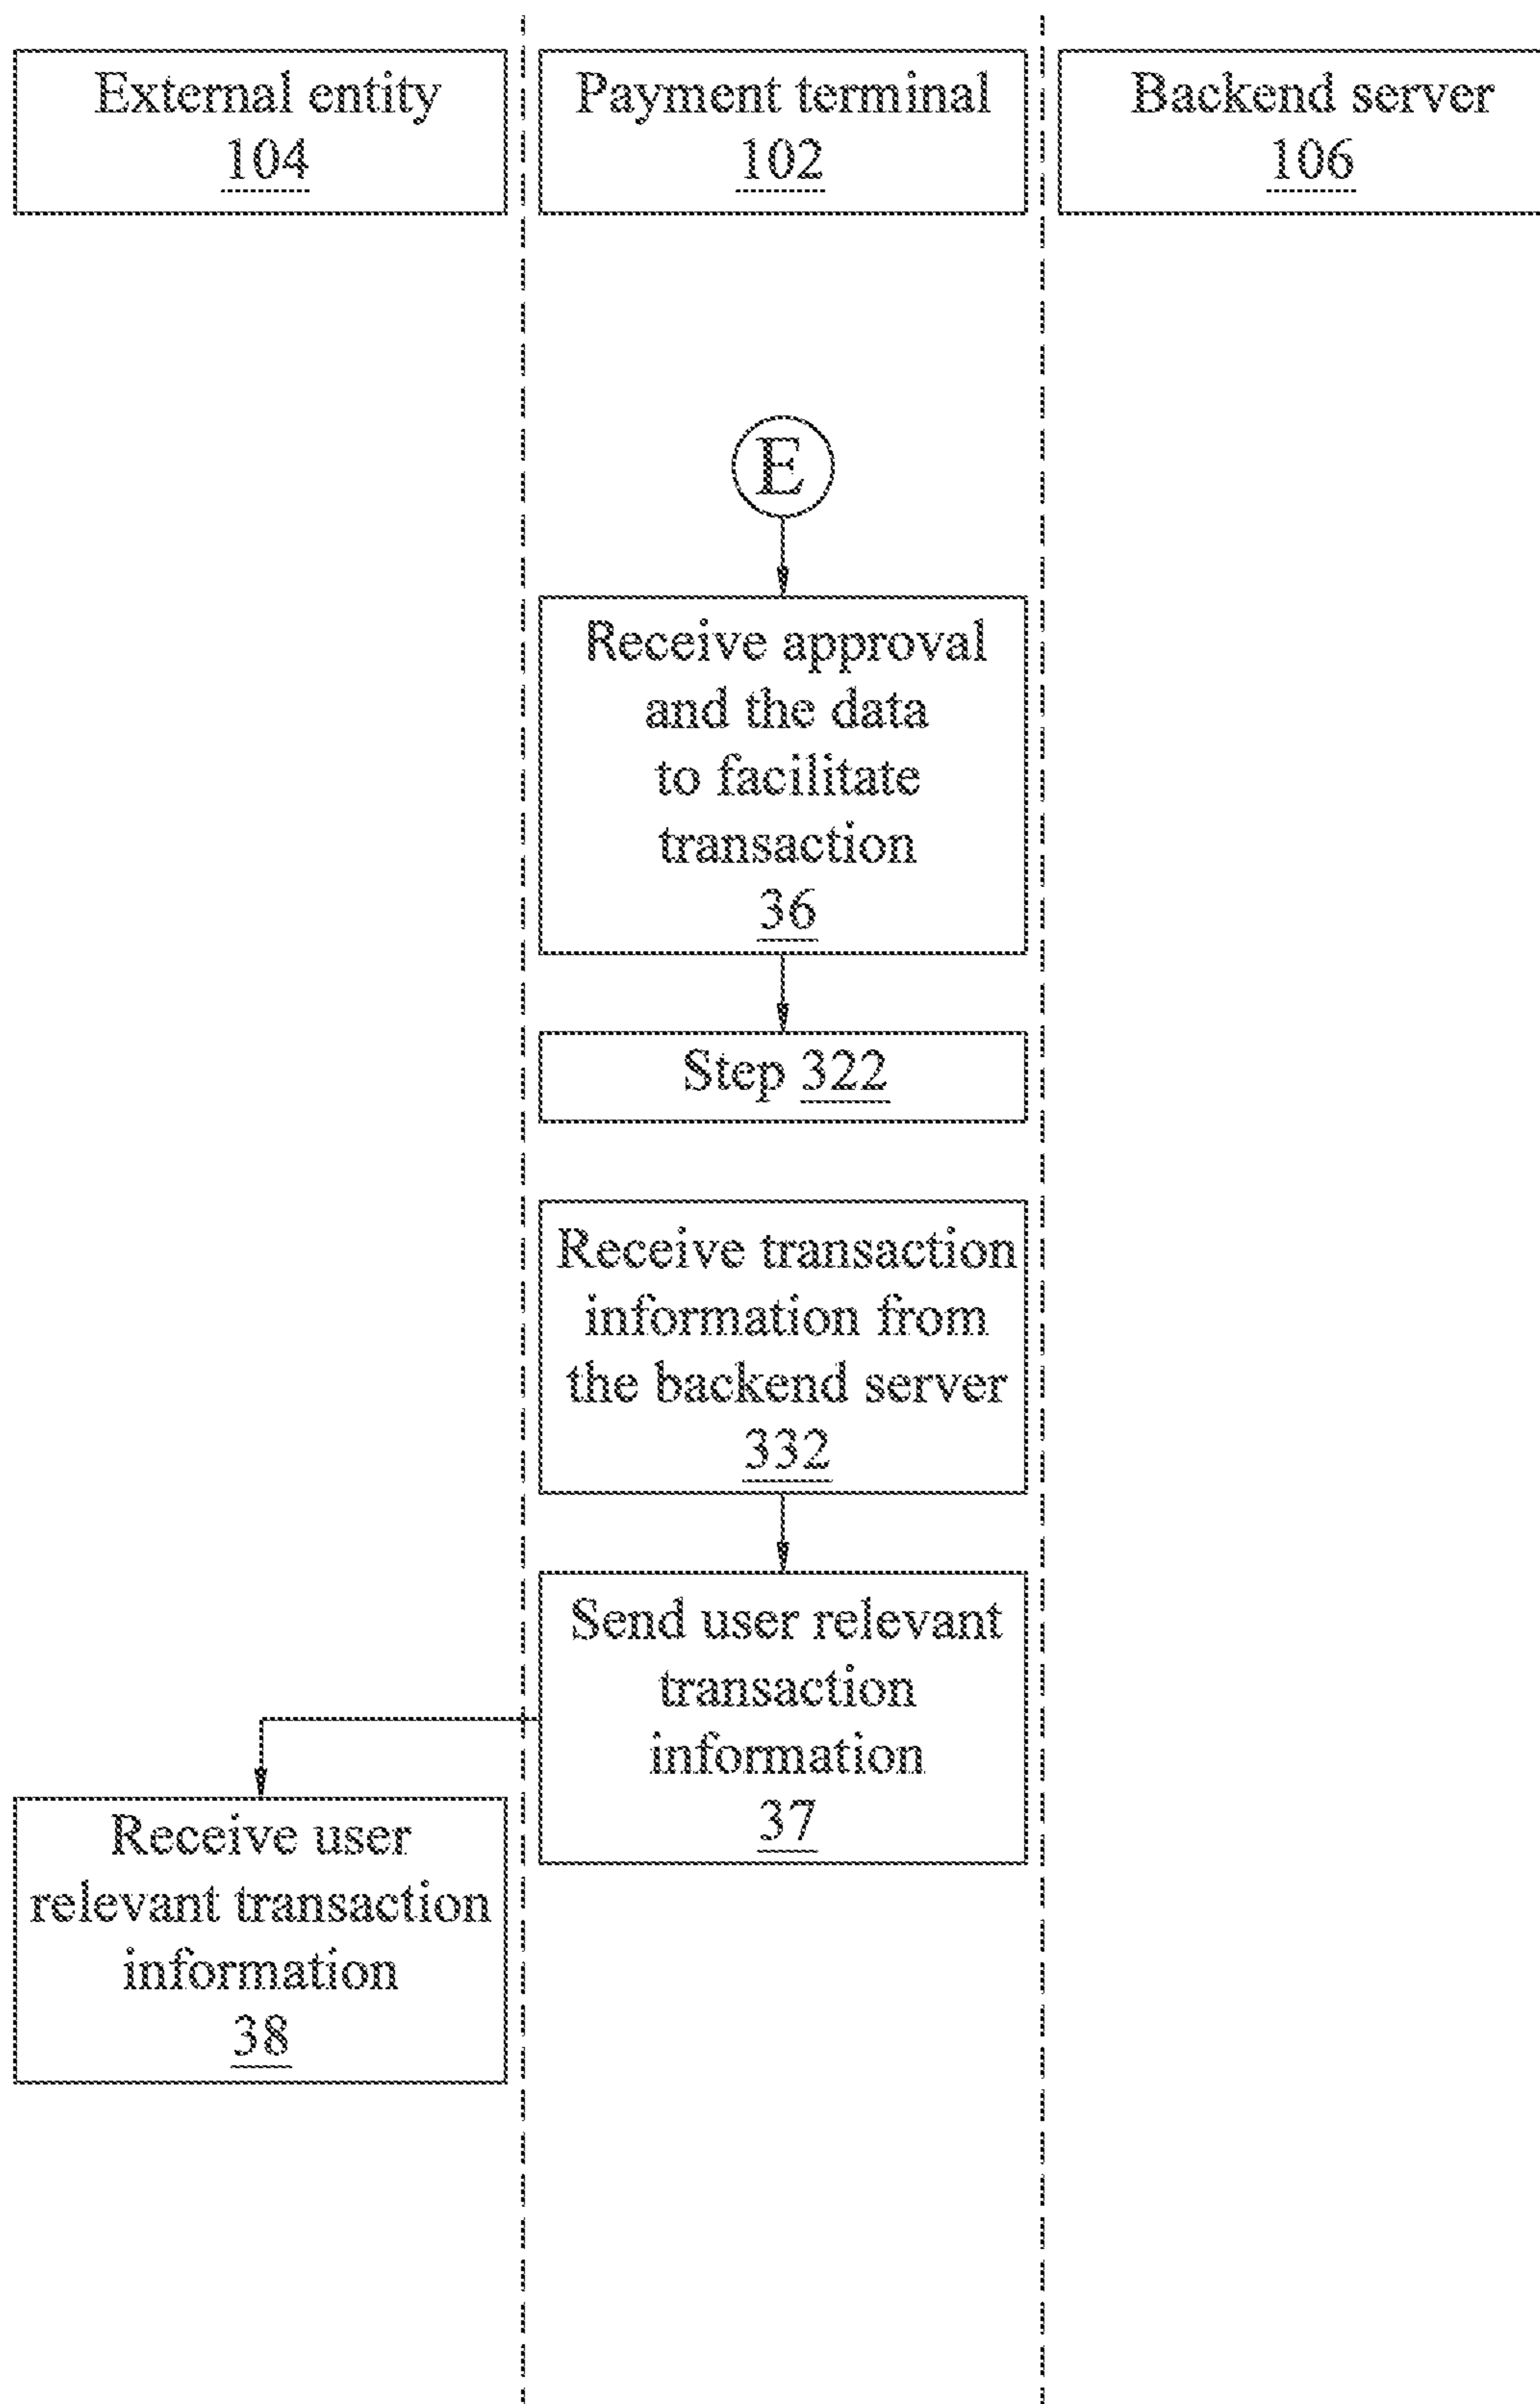 External entity
104
Payment terminal
102
Backend server
106
E
Receive approval
and the data
to facilitate
transaction
36
Step 322
Receive transaction
information from
the backend server
332
Send user relevant
transaction
information
37
Receive user
relevant transaction
information
38